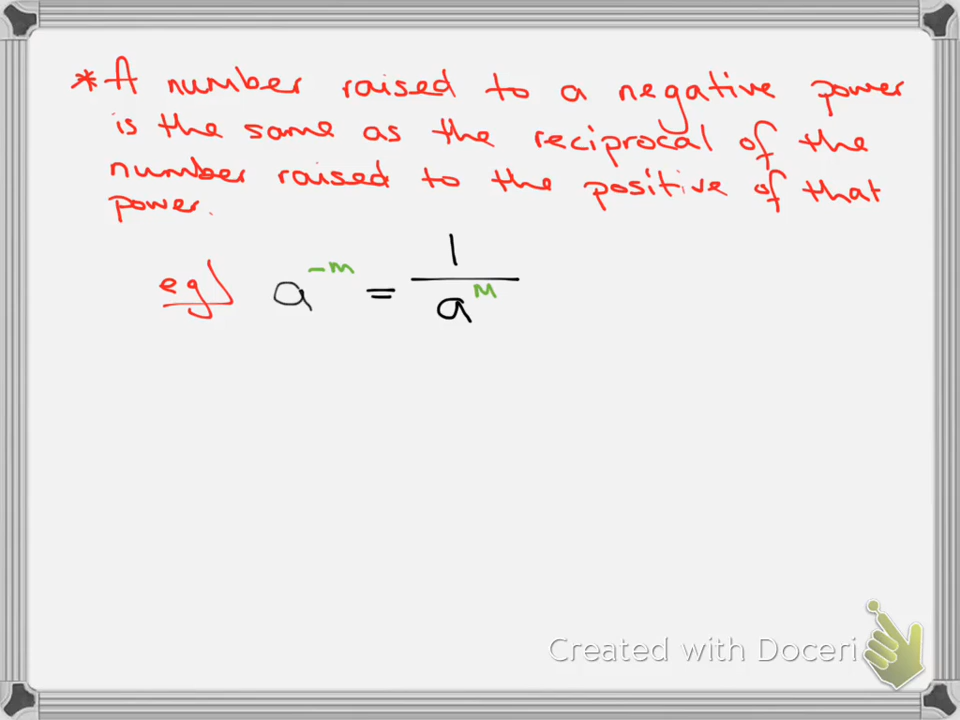 * A number raised to a negative power
is the same as the reciprocal of the
number raised to the positive of that
power.
eg) a^{-m} = \frac{1}{a^{m}}
Created with Doceri